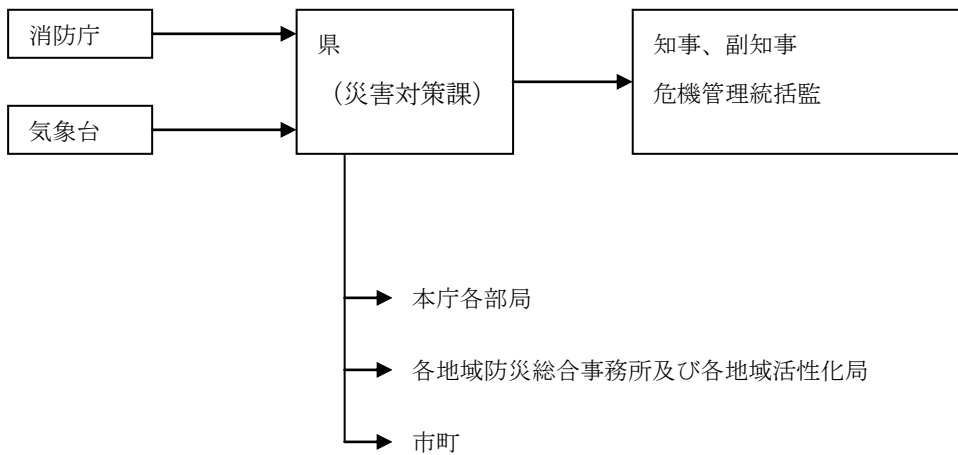 消防庁
気象台
県
（災害対策課）
知事、副知事
危機管理統括監
本庁各部局
各地域防災総合事務所及び各地域活性化局
市町